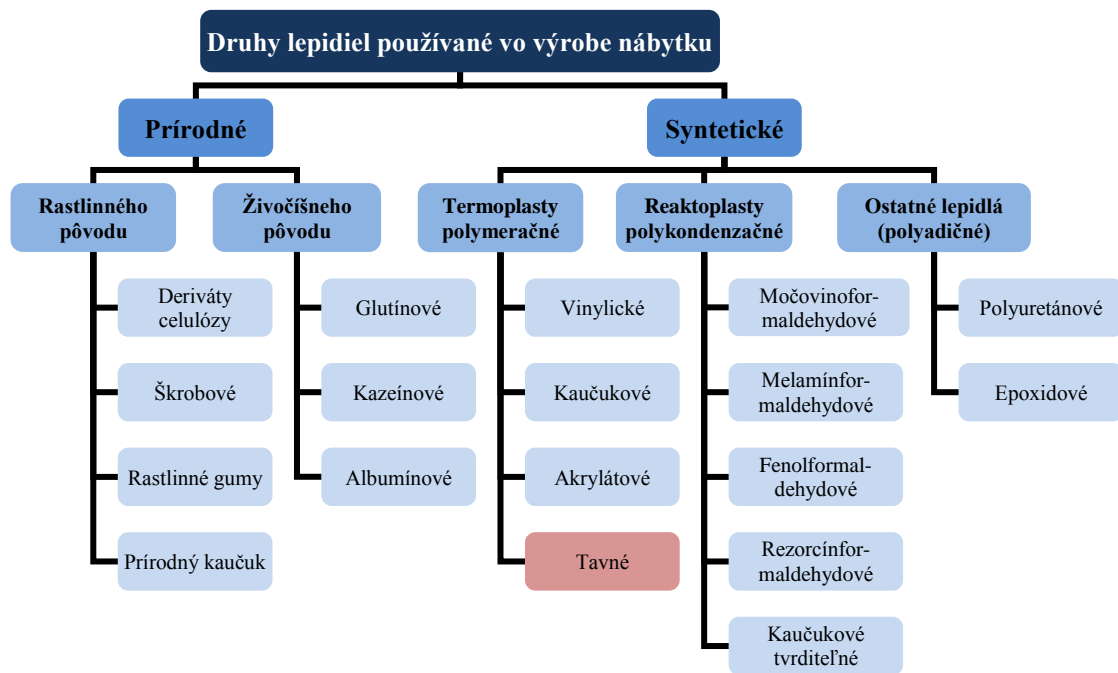 Druhy lepidiel používané vo výrobe nábytku
Prírodné
Syntetické
Rastlinného
pôvodu
Živočíšneho
pôvodu
Termoplasty
polymeračné
Reaktoplasty
polykondenzačné
Ostatné lepidlá
(polyadičné)
Deriváty
celulózy
Škrobové
Rastlinné gumy
Prírodný kaučuk
Glutínové
Kazeínové
Albumínové
Vinylické
Kaučukové
Akrylátové
Tavné
Močovinofor-
maldehydové
Melamínfor-
maldehydové
Fenolformal-
dehydové
Rezorcínfor-
maldehydové
Kaučukové
tvrditeľné
Polyuretánové
Epoxidové